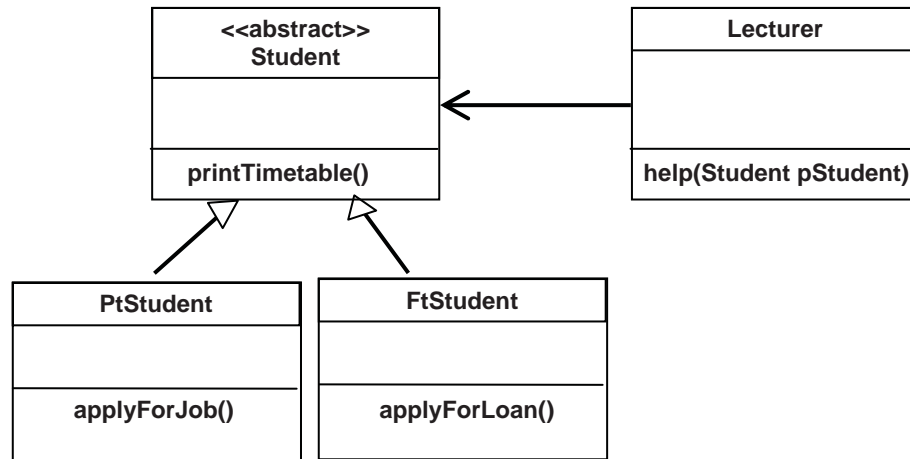 <<abstract>>
Student
printTimetable()
Lecturer
help(Student pStudent)
PtStudent
applyForJob()
FtStudent
applyForLoan()